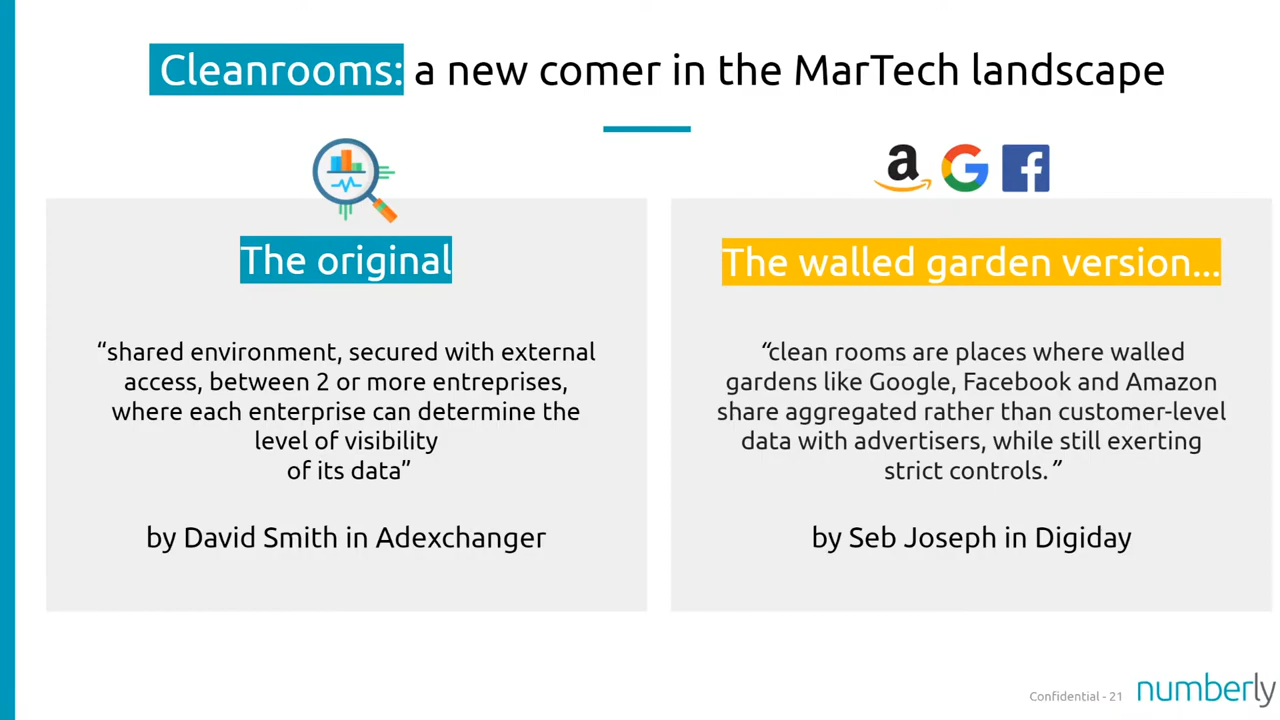 Cleanrooms: a new comer in the MarTech landscape
The original
“shared environment, secured with external
access, between 2 or more entreprises,
where each enterprise can determine the
level of visibility
of its data”
by David Smith in Adexchanger
a G f
The walled garden version...
“clean rooms are places where walled
gardens like Google, Facebook and Amazon
share aggregated rather than customer-level
data with advertisers, while still exerting
strict controls.”
by Seb Joseph in Digiday
Confidential - 21
numberly